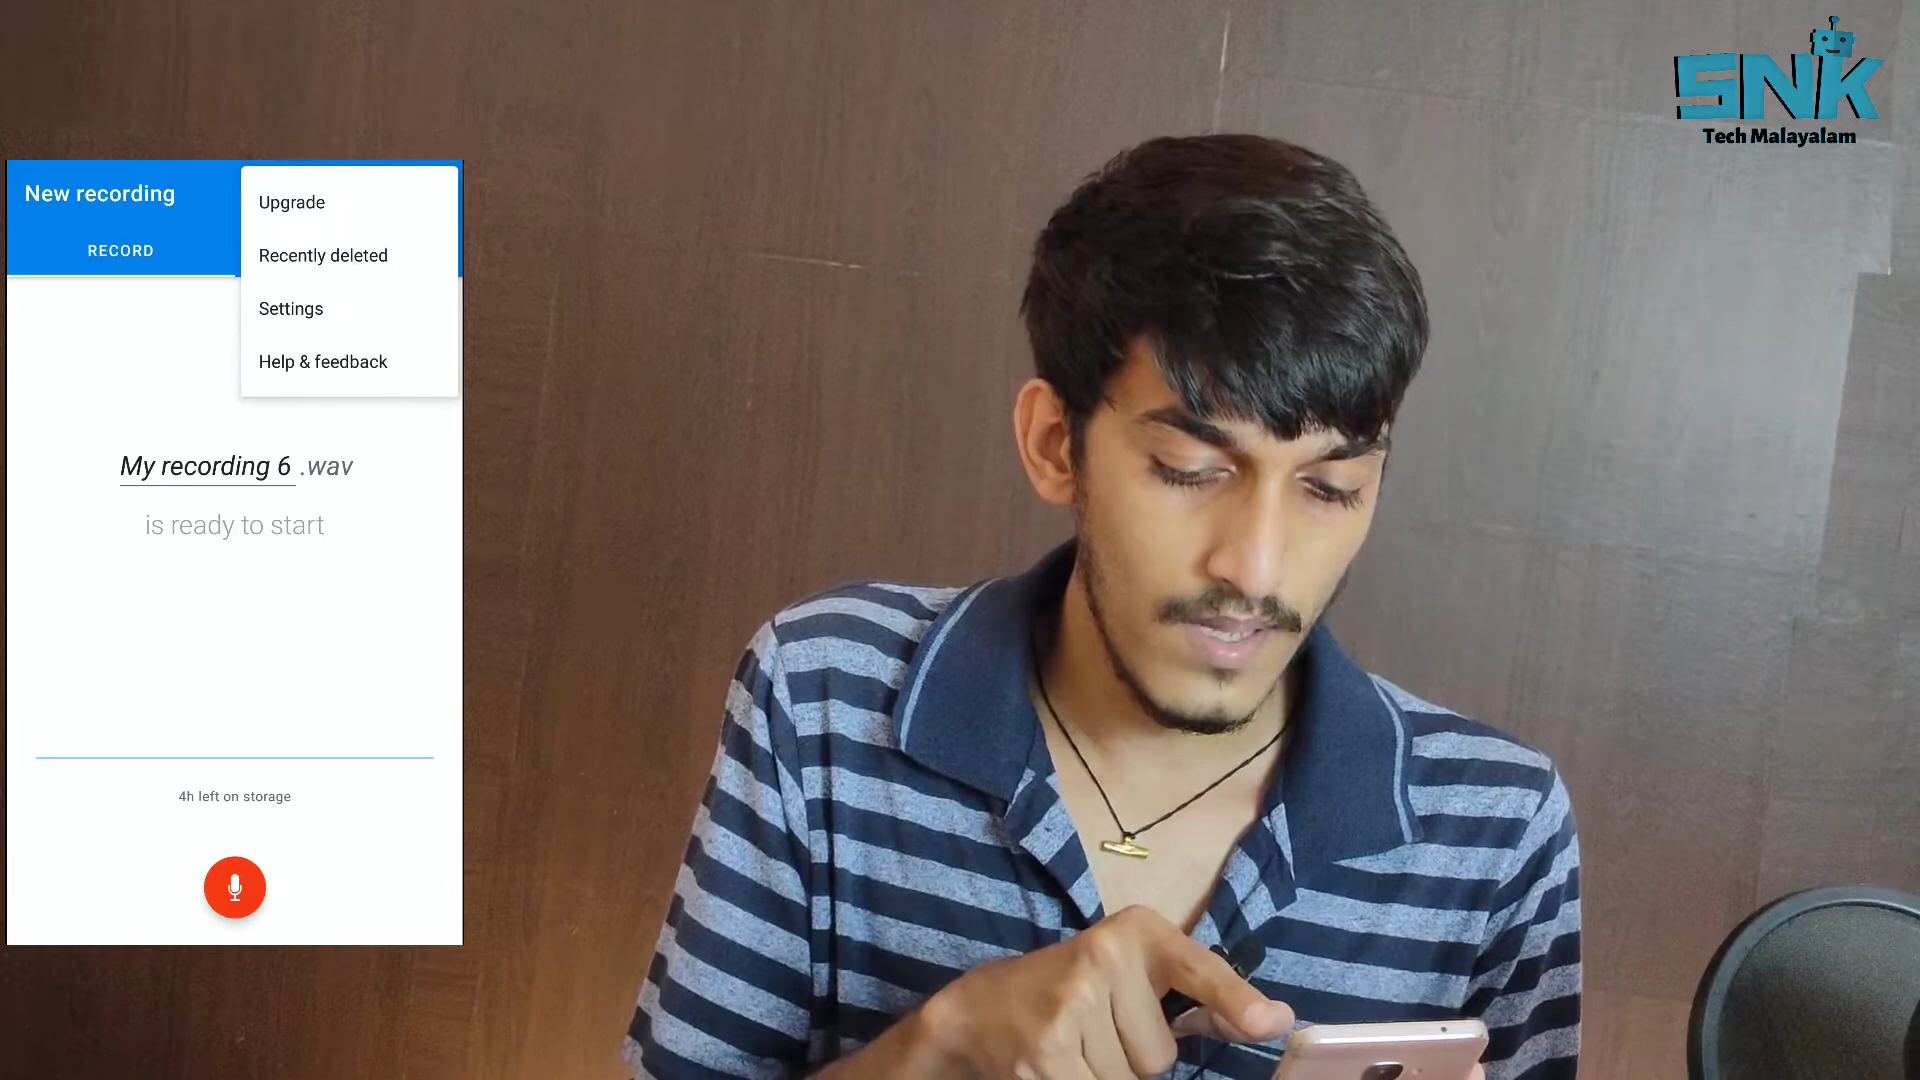 SNK
Tech Malayalam
New recording
RECORD
Upgrade
Recently deleted
Settings
Help & feedback
My recording 6 .wav
is ready to start
4h left on storage